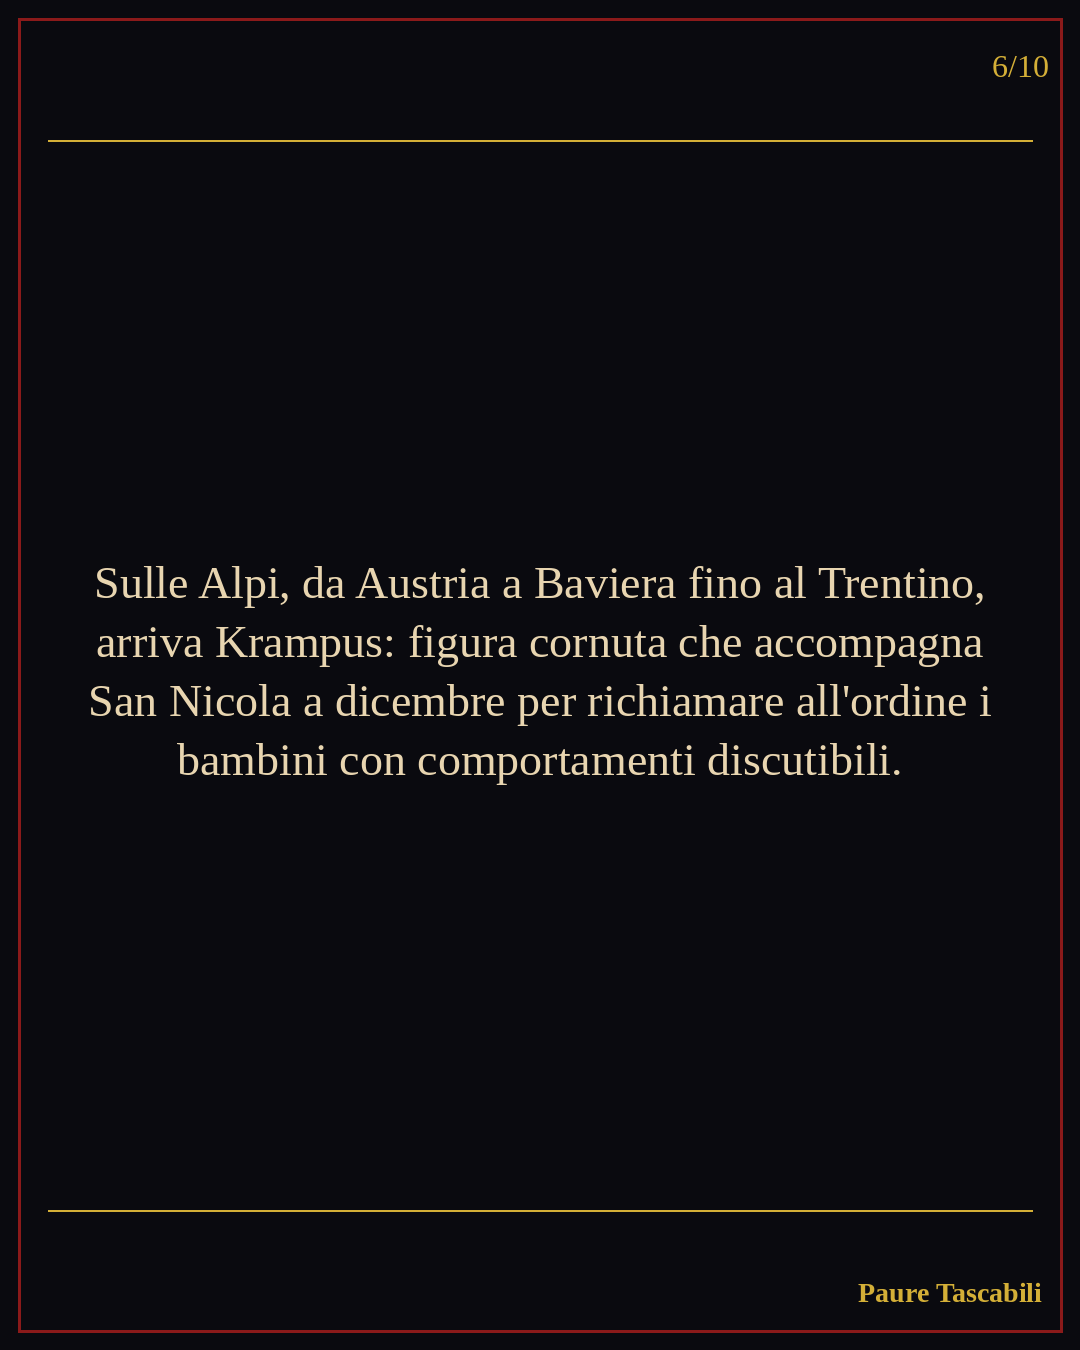 6/10
Sulle Alpi, da Austria a Baviera fino al Trentino,
arriva Krampus: figura cornuta che accompagna
San Nicola a dicembre per richiamare all'ordine i
bambini con comportamenti discutibili.
Paure Tascabili